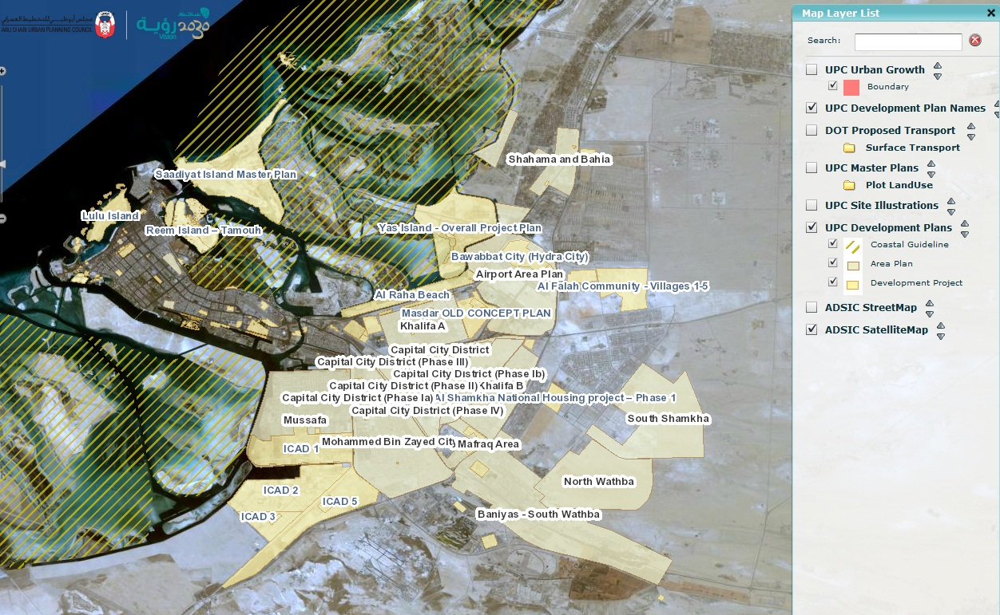 مجلس أبوظبي للتخطيط العمراني
ABU DHABI URBAN PLANNING COUNCIL
رؤية 2030
Vision
Map Layer List
Search:
UPC Urban Growth
Boundary
UPC Development Plan Names
DOT Proposed Transport
Surface Transport
UPC Master Plans
Plot LandUse
UPC Site Illustrations
UPC Development Plans
Coastal Guideline
Area Plan
Development Project
ADSIC StreetMap
ADSIC SatelliteMap
Shahama and Bahia
Saadiyat Island Master Plan
Lulu Island
Reem Island – Tamouh
Yas Island - Overall Project Plan
Bawabbat City (Hydra City)
Airport Area Plan
Al Falah Community - Villages 1-5
Al Raha Beach
Masdar OLD CONCEPT PLAN
Khalifa A
Capital City District
Capital City District (Phase III)
Capital City District (Phase Ib)
Capital City District (Phase II) Khalifa B
Capital City District (Phase Ia) Al Shamkha National Housing project – Phase 1
Capital City District (Phase IV)
Mussafa
South Shamkha
Mohammed Bin Zayed City
Mafraq Area
ICAD 1
North Wathba
ICAD 2
ICAD 5
ICAD 3
Baniyas - South Wathba